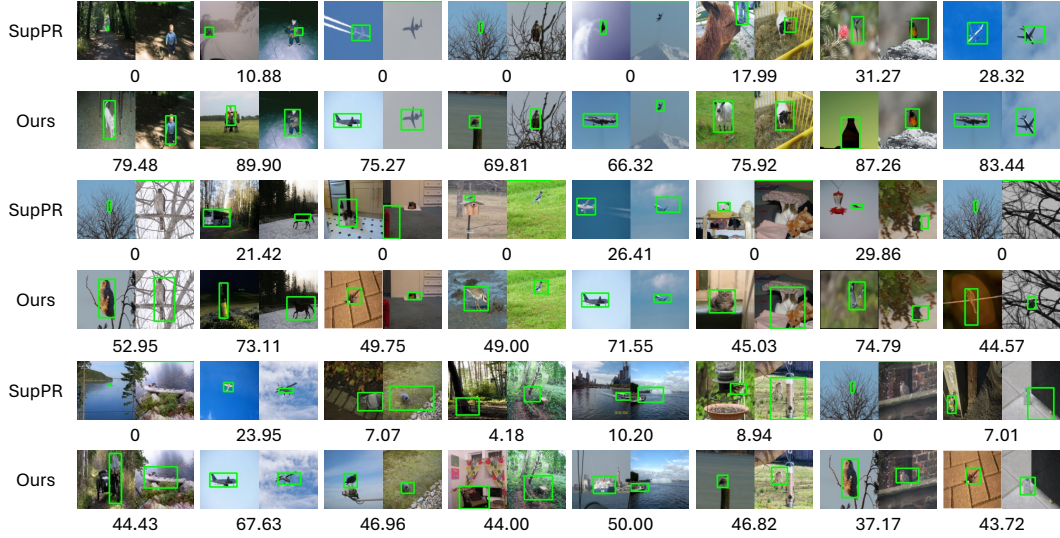 SupPR
0 10.88 0 0 0 17.99 31.27 28.32
Ours
79.48 89.90 75.27 69.81 66.32 75.92 87.26 83.44
SupPR
0 21.42 0 0 26.41 0 29.86 0
Ours
52.95 73.11 49.75 49.00 71.55 45.03 74.79 44.57
SupPR
0 23.95 7.07 4.18 10.20 8.94 0 7.01
Ours
44.43 67.63 46.96 44.00 50.00 46.82 37.17 43.72